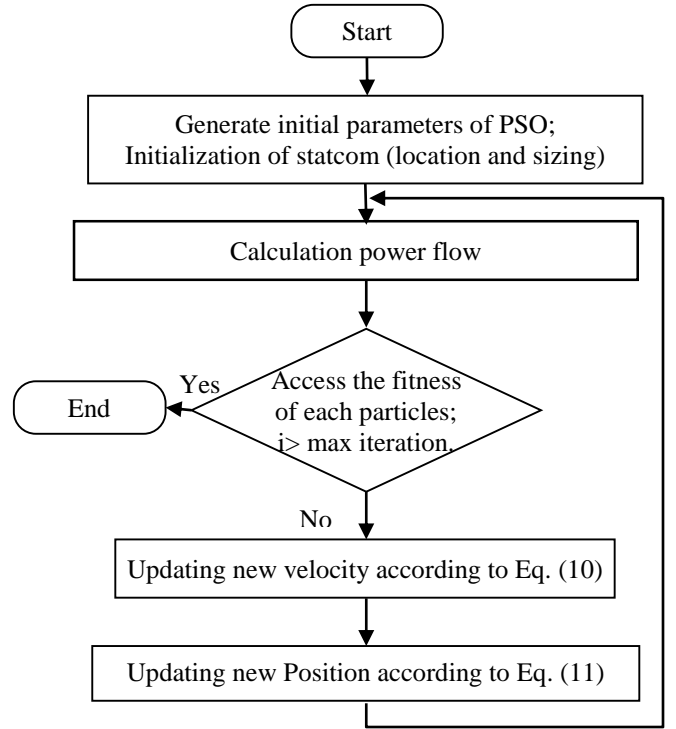 Start
Generate initial parameters of PSO;
Initialization of statcom (location and sizing)
Calculation power flow
Yes
Access the fitness
of each particles;
i> max iteration.
End
No
Updating new velocity according to Eq. (10)
Updating new Position according to Eq. (11)